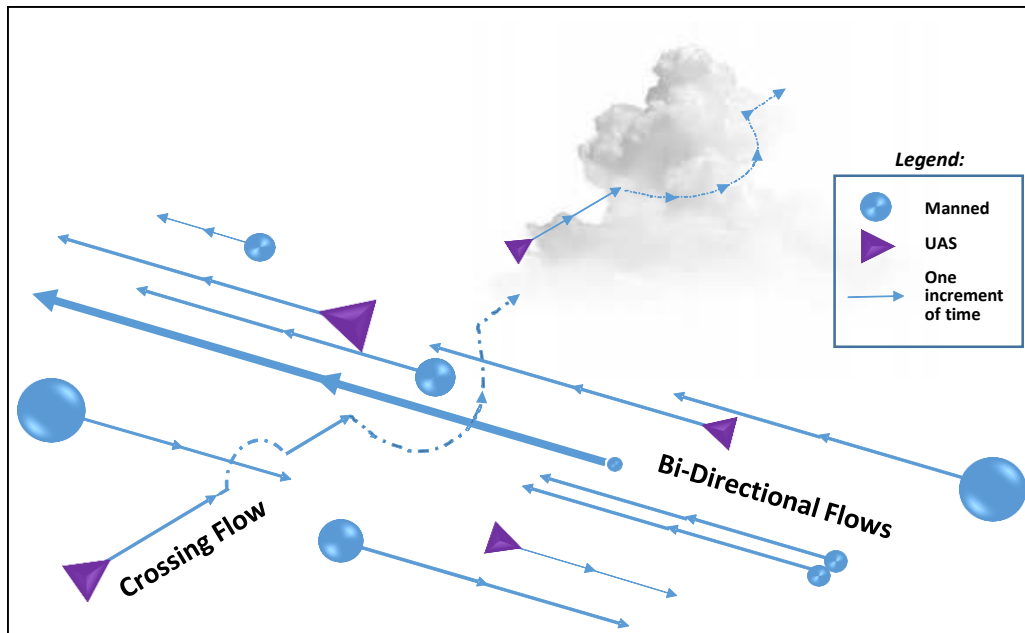 Legend:
Manned
UAS
One
increment
of time
Bi-Directional Flows
Crossing Flow